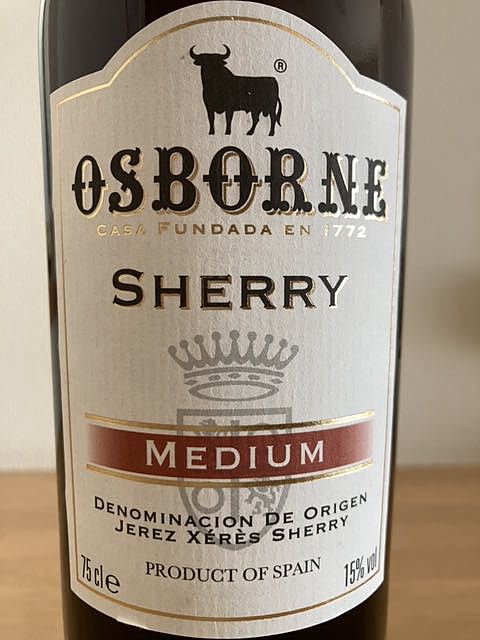 ®
OSBORNE
CASA FUNDADA EN 1772
SHERRY
MEDIUM
DENOMINACION DE ORIGEN
JEREZ XÉRÈS SHERRY
PRODUCT OF SPAIN
75 cl e
15% vol